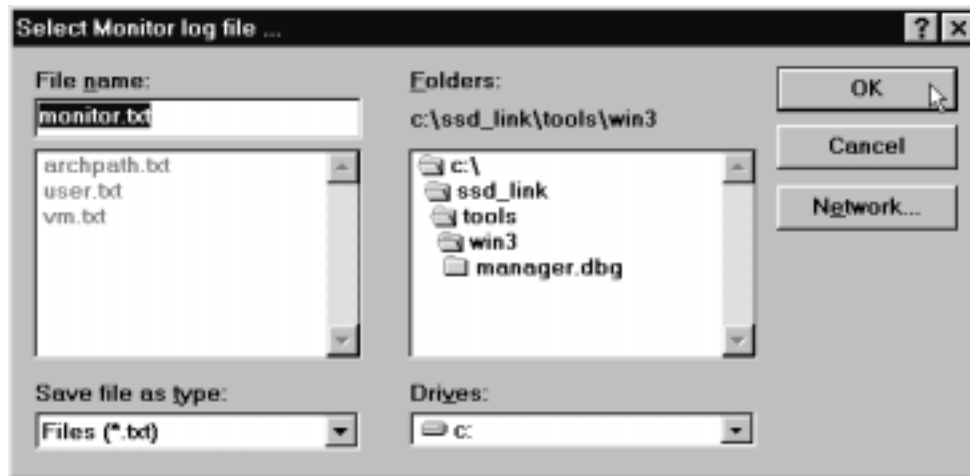 Select Monitor log file ...
File name:
monitor.txt
archpath.txt
user.txt
vm.txt
Save file as type:
Files (*.txt)
Folders:
c:\ssd_link\tools\win3
c:\
ssd_link
tools
win3
manager.dbg
Drives:
c:
OK
Cancel
Network...